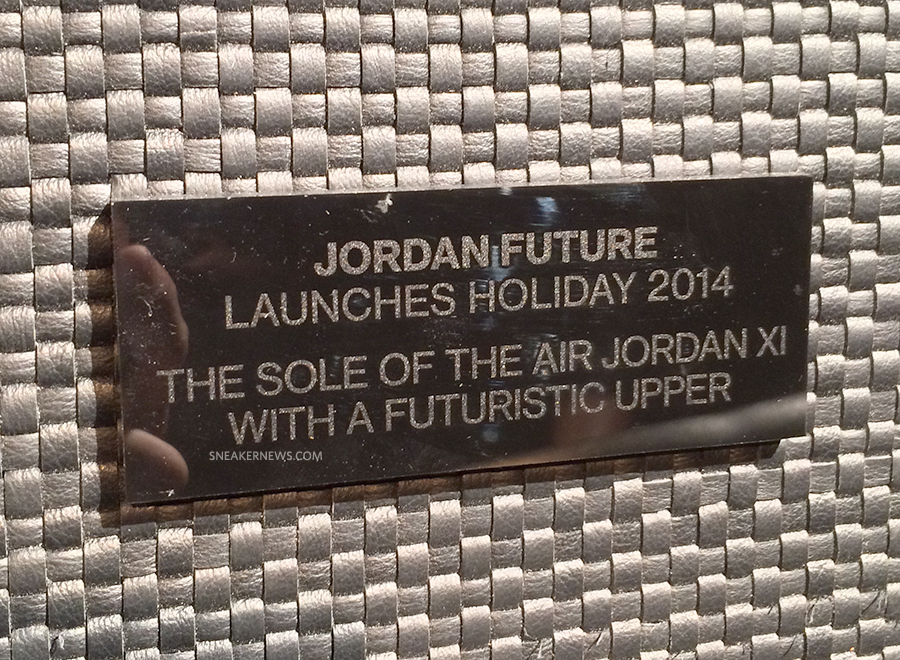 JORDAN FUTURE
LAUNCHES HOLIDAY 2014
THE SOLE OF THE AIR JORDAN XI
WITH A FUTURISTIC UPPER
SNEAKERNEWS.COM